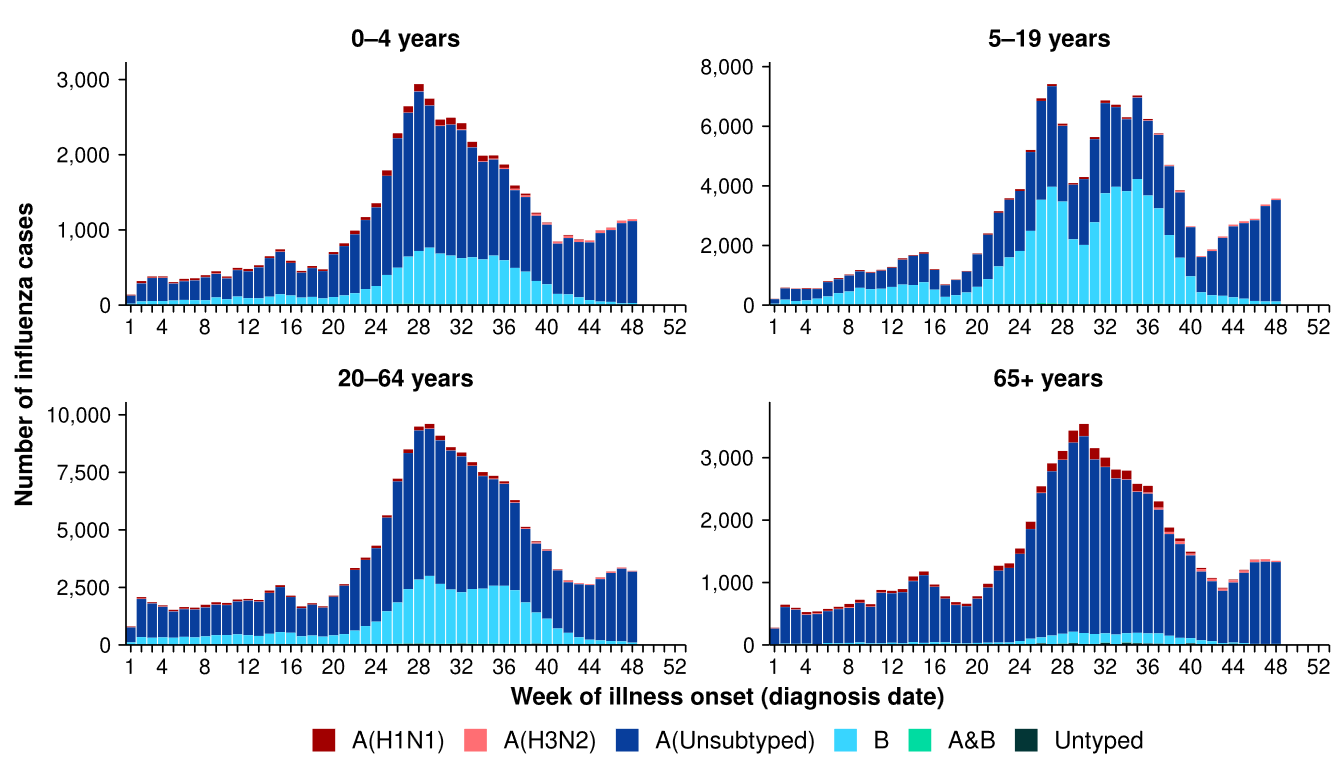 0–4 years
5–19 years
3,000
2,000
1,000
0
1 4 8 12 16 20 24 28 32 36 40 44 48 52
8,000
6,000
4,000
2,000
0
1 4 8 12 16 20 24 28 32 36 40 44 48 52
Number of influenza cases
20–64 years
65+ years
10,000
7,500
5,000
2,500
0
1 4 8 12 16 20 24 28 32 36 40 44 48 52
3,000
2,000
1,000
0
1 4 8 12 16 20 24 28 32 36 40 44 48 52
Week of illness onset (diagnosis date)
A(H1N1) A(H3N2) A(Unsubtyped) B A&B Untyped